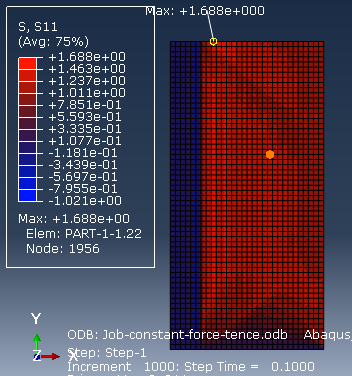 Max: +1.688e+000
S, S11
(Avg: 75%)
+1.688e+00
+1.463e+00
+1.237e+00
+1.011e+00
+7.851e-01
+5.593e-01
+3.335e-01
+1.077e-01
-1.181e-01
-3.439e-01
-5.697e-01
-7.955e-01
-1.021e+00
Max: +1.688e+00
Elem: PART-1-1.22
Node: 1956
Y
Z X
ODB: Job-constant-force-tence.odb Abaqus
Step: Step-1
Increment 1000: Step Time = 0.1000